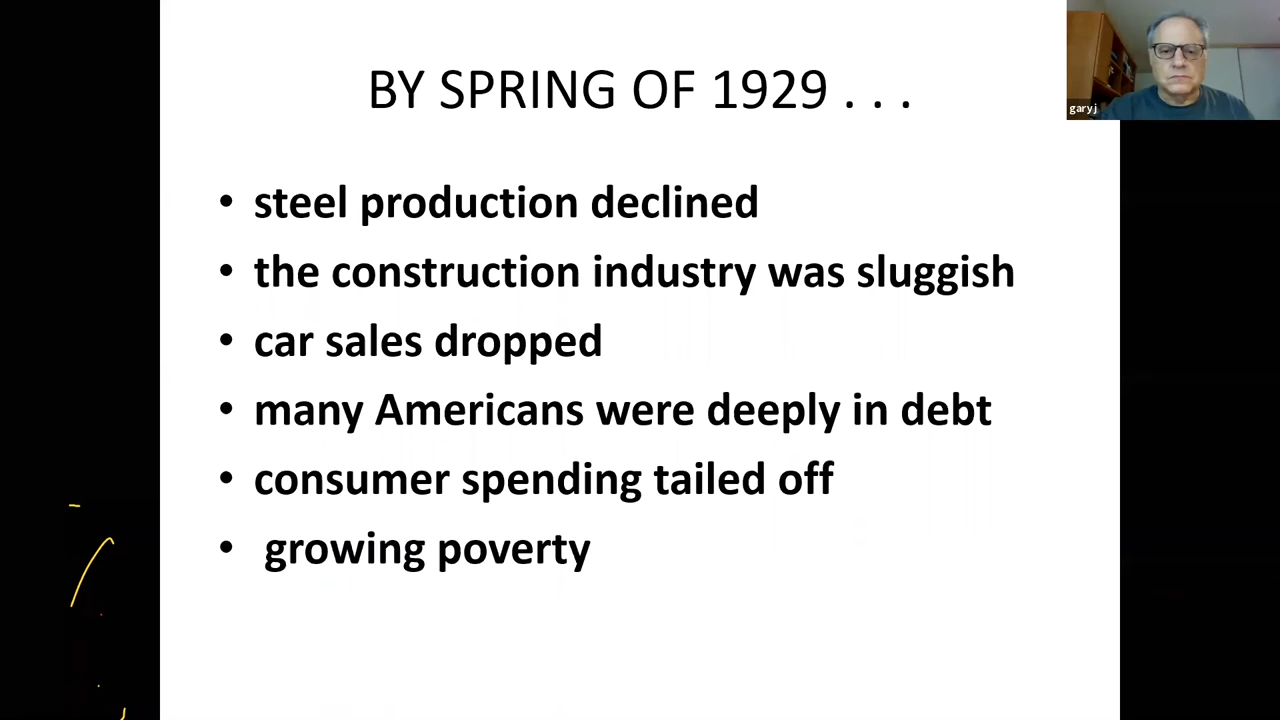 BY SPRING OF 1929 . . .
garyj
• steel production declined
• the construction industry was sluggish
• car sales dropped
• many Americans were deeply in debt
• consumer spending tailed off
• growing poverty